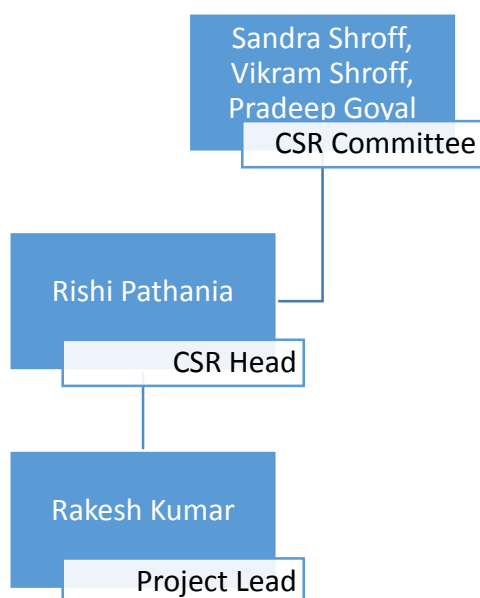 Sandra Shroff,
Vikram Shroff,
Pradeep Goyal
CSR Committee
Rishi Pathania
CSR Head
Rakesh Kumar
Project Lead